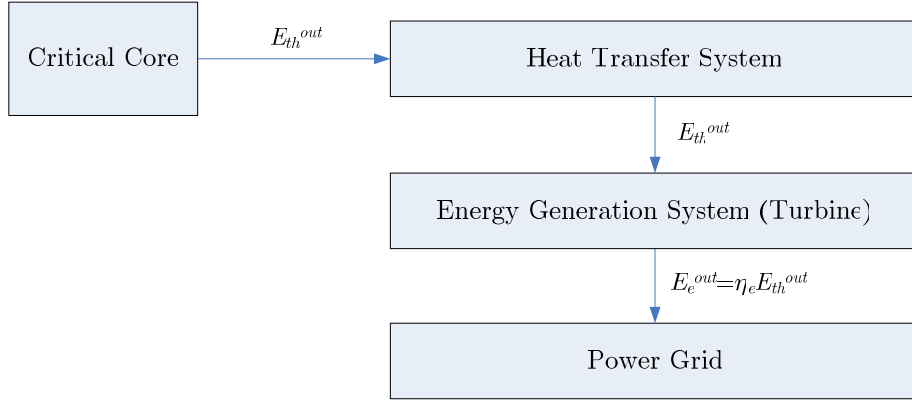 Critical Core
E_th^out
Heat Transfer System
E_th^out
Energy Generation System (Turbine)
E_e^out=η_eE_th^out
Power Grid